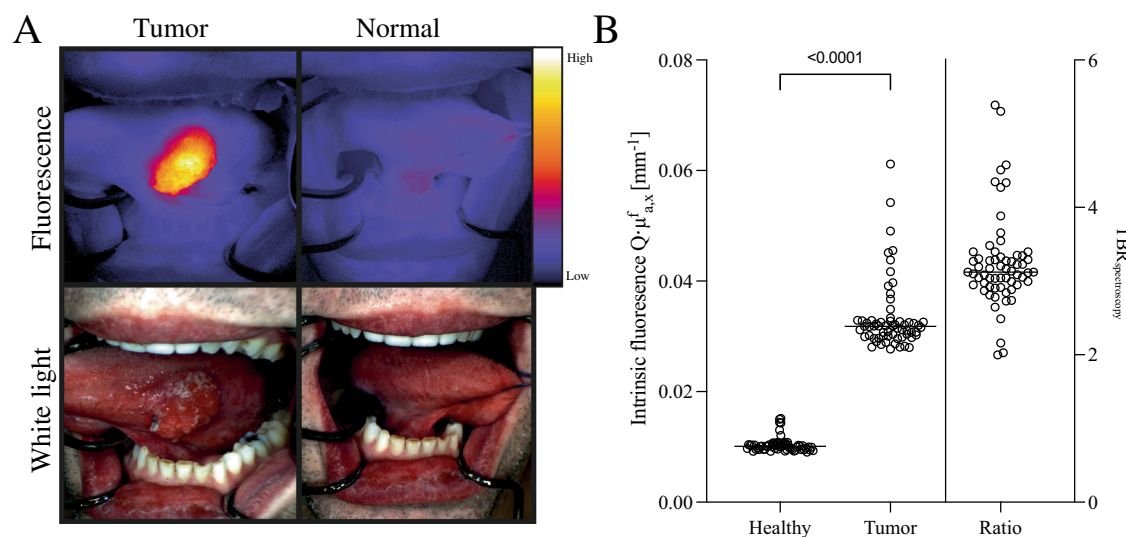 A
Tumor
Normal
Fluorescence
High
Low
White light
B
<0.0001
Intrinsic fluoresence Q·μᶠa,x [mm⁻¹]
0.08
0.06
0.04
0.02
0.00
Healthy
Tumor
Ratio
6
4
2
0
TBRspectroscopy